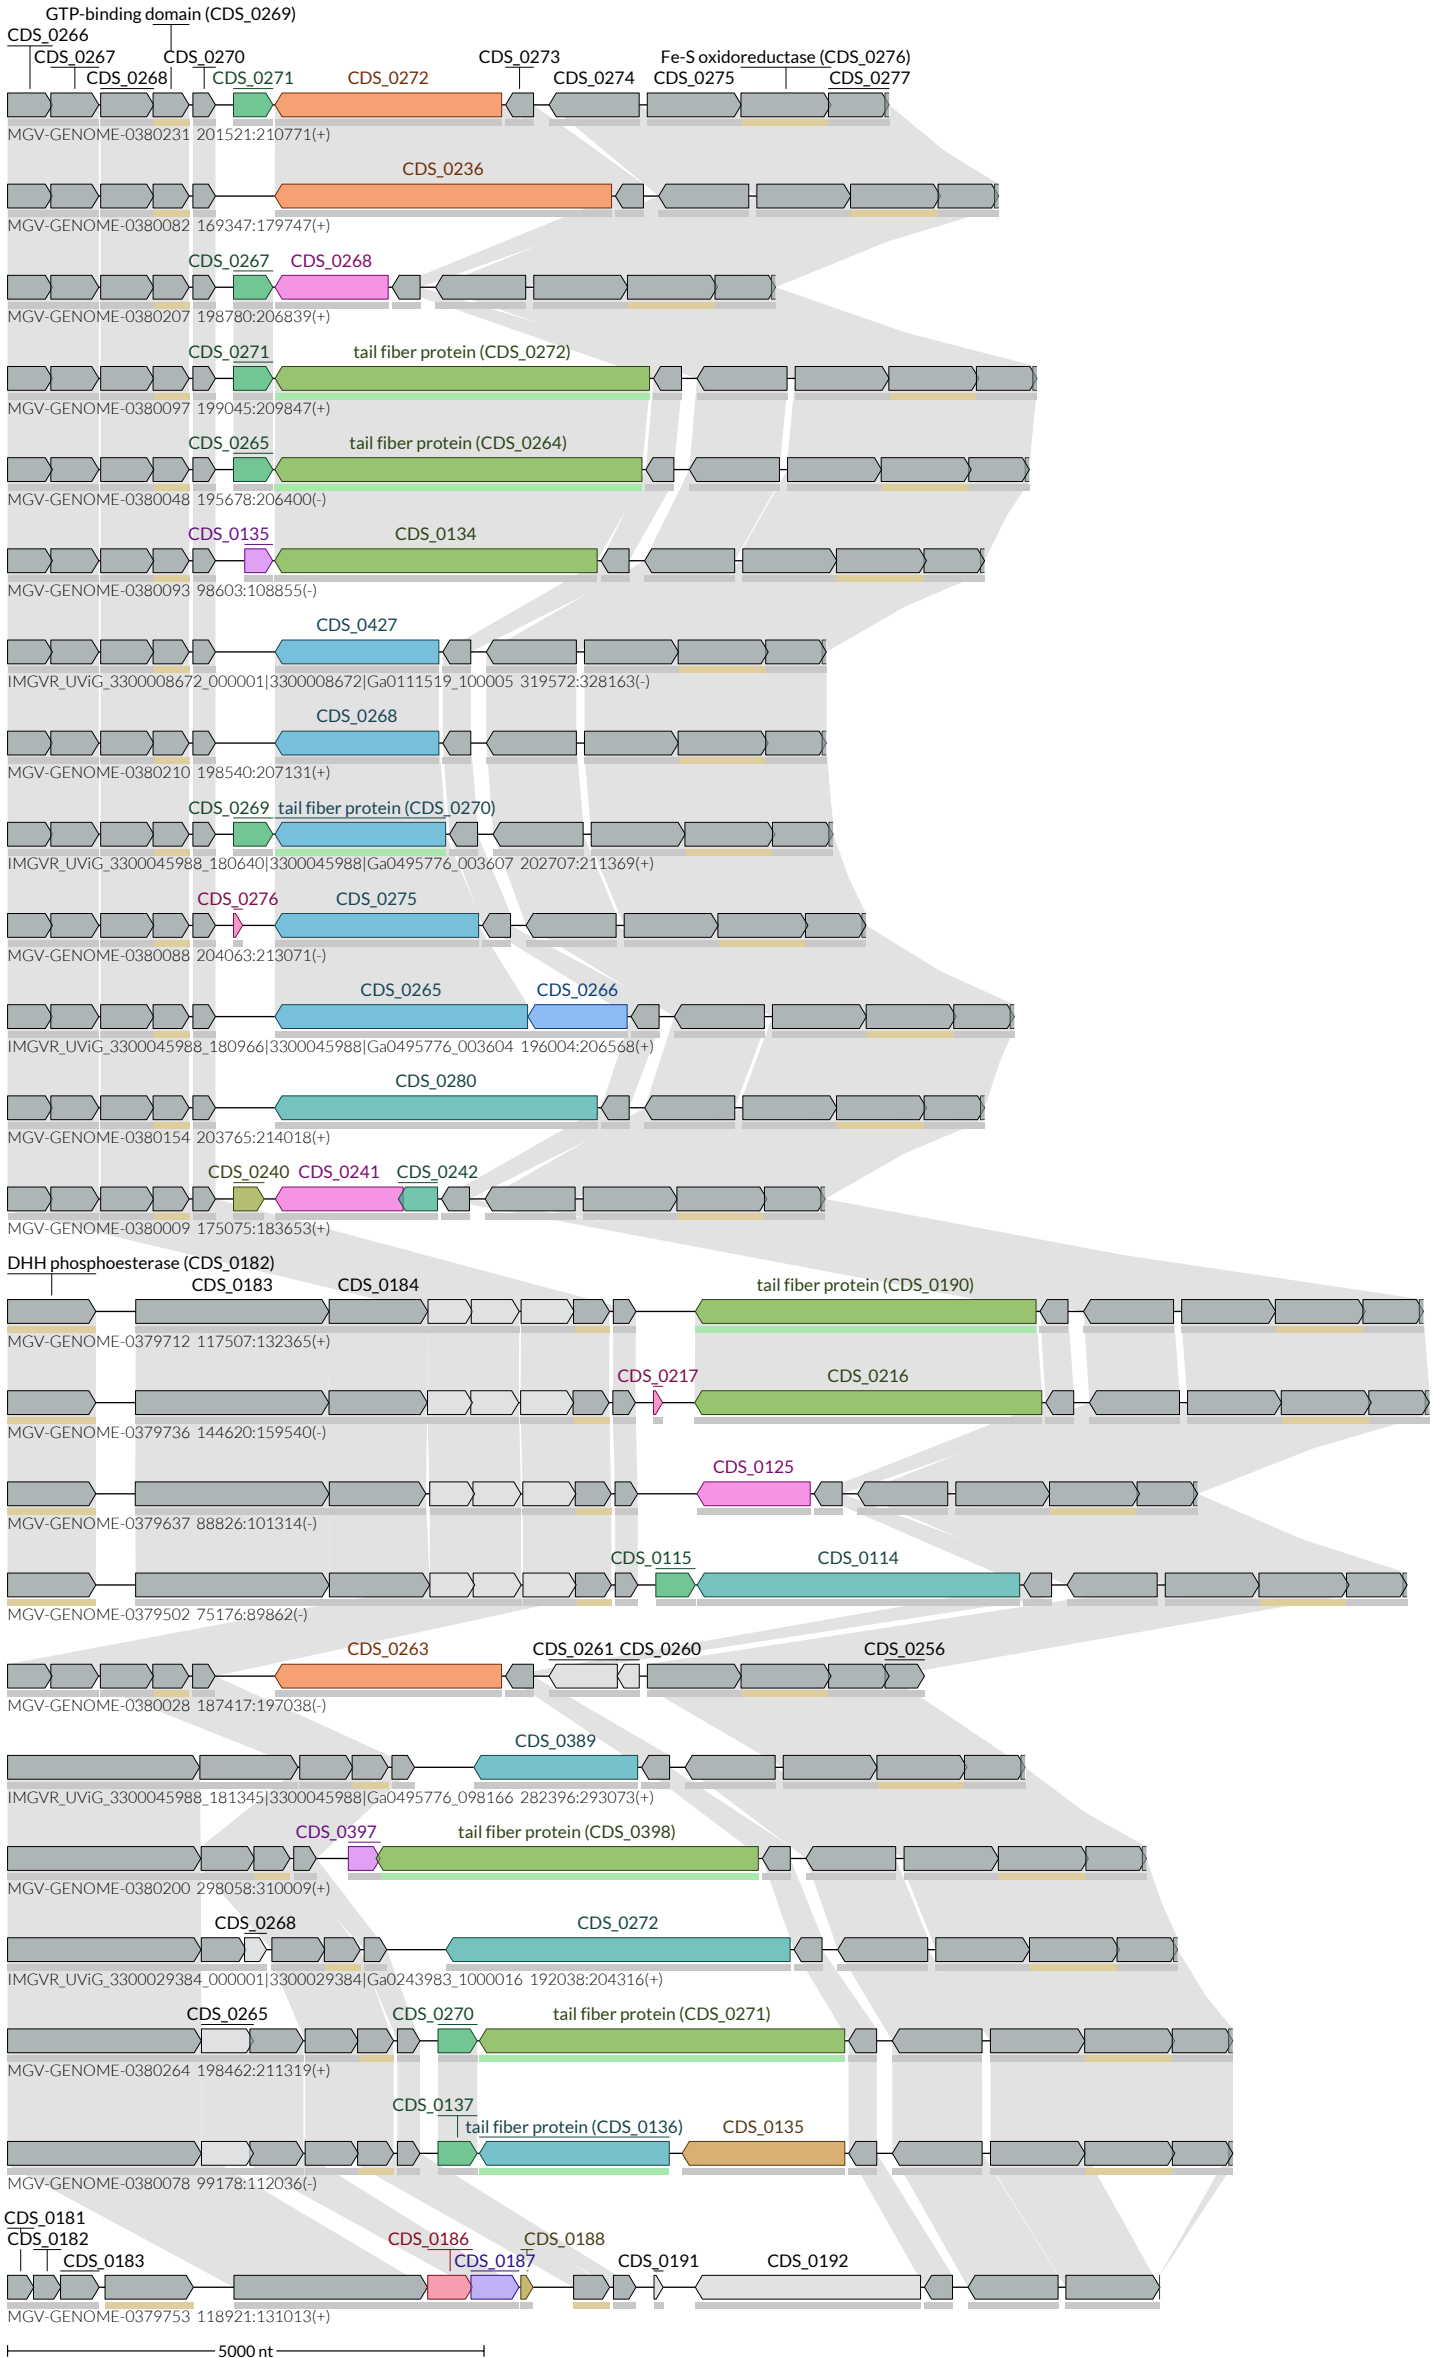 GTP-binding domain (CDS_0269)
CDS_0266
CDS_0267 CDS_0270 CDS_0273 Fe-S oxidoreductase (CDS_0276)
CDS_0268 CDS_0271 CDS_0272 CDS_0274 CDS_0275 CDS_0277
MGV-GENOME-0380231 201521:210771(+)
CDS_0236
MGV-GENOME-0380082 169347:179747(+)
CDS_0267 CDS_0268
MGV-GENOME-0380207 198780:206839(+)
CDS_0271 tail fiber protein (CDS_0272)
MGV-GENOME-0380097 199045:209847(+)
CDS_0265 tail fiber protein (CDS_0264)
MGV-GENOME-0380048 195678:206400(-)
CDS_0135 CDS_0134
MGV-GENOME-0380093 98603:108855(-)
CDS_0427
IMGVR_UViG_3300008672_000001|3300008672|Ga0111519_100005 319572:328163(-)
CDS_0268
MGV-GENOME-0380210 198540:207131(+)
CDS_0269 tail fiber protein (CDS_0270)
IMGVR_UViG_3300045988_180640|3300045988|Ga0495776_003607 202707:211369(+)
CDS_0276 CDS_0275
MGV-GENOME-0380088 204063:213071(-)
CDS_0265 CDS_0266
IMGVR_UViG_3300045988_180966|3300045988|Ga0495776_003604 196004:206568(+)
CDS_0280
MGV-GENOME-0380154 203765:214018(+)
CDS_0240 CDS_0241 CDS_0242
MGV-GENOME-0380009 175075:183653(+)
DHH phosphoesterase (CDS_0182)
CDS_0183 CDS_0184 tail fiber protein (CDS_0190)
MGV-GENOME-0379712 117507:132365(+)
CDS_0217 CDS_0216
MGV-GENOME-0379736 144620:159540(-)
CDS_0125
MGV-GENOME-0379637 88826:101314(-)
CDS_0115 CDS_0114
MGV-GENOME-0379502 75176:89862(-)
CDS_0263 CDS_0261 CDS_0260 CDS_0256
MGV-GENOME-0380028 187417:197038(-)
CDS_0389
IMGVR_UViG_3300045988_181345|3300045988|Ga0495776_098166 282396:293073(+)
CDS_0397 tail fiber protein (CDS_0398)
MGV-GENOME-0380200 298058:310009(+)
CDS_0268 CDS_0272
IMGVR_UViG_3300029384_000001|3300029384|Ga0243983_1000016 192038:204316(+)
CDS_0265 CDS_0270 tail fiber protein (CDS_0271)
MGV-GENOME-0380264 198462:211319(+)
CDS_0137
tail fiber protein (CDS_0136) CDS_0135
MGV-GENOME-0380078 99178:112036(-)
CDS_0181
CDS_0182 CDS_0186 CDS_0188
CDS_0183 CDS_0187 CDS_0191 CDS_0192
MGV-GENOME-0379753 118921:131013(+)
5000 nt